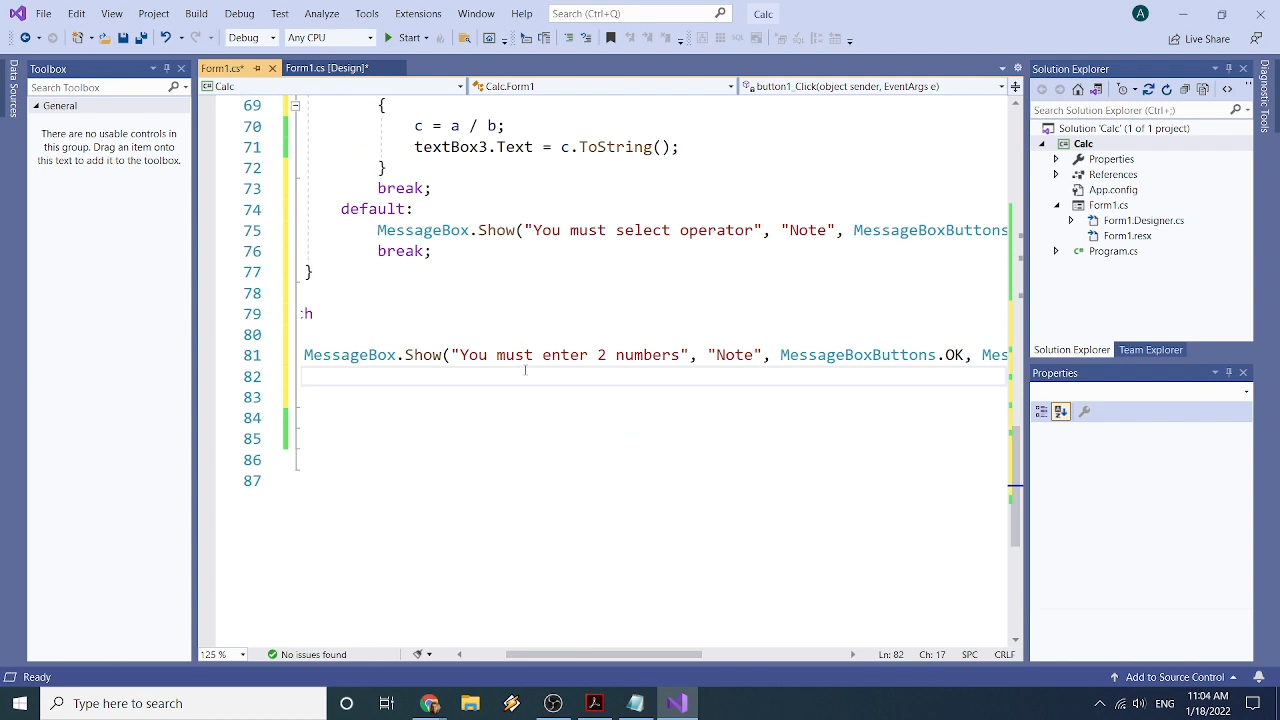 File Edit View Git Project Build Debug Test Analyze Tools Extensions Window Help Search (Ctrl+Q) Calc A
Debug Any CPU Start Live Share
Data Sources
Toolbox
Search Toolbox
General
There are no usable controls in
this group. Drag an item onto
this text to add it to the toolbox.
Form1.cs* Form1.cs [Design]*
Calc Calc.Form1 button1_Click(object sender, EventArgs e)
69 {
70 c = a / b;
71 textBox3.Text = c.ToString();
72 }
73 break;
74 default:
75 MessageBox.Show("You must select operator", "Note", MessageBoxButtons
76 break;
77 }
78
79 :h
80
81 MessageBox.Show("You must enter 2 numbers", "Note", MessageBoxButtons.OK, Mes
82
83
84
85
86
87
125 % No issues found Ln: 82 Ch: 17 SPC CRLF
Solution Explorer
Search Solution Explorer (Ctrl+;)
Solution 'Calc' (1 of 1 project)
Calc
Properties
References
App.config
Form1.cs
Form1.Designer.cs
Form1.resx
Program.cs
Solution Explorer Team Explorer
Properties
Diagnostic Tools
Ready Add to Source Control
Type here to search
11:04 AM
1/18/2022